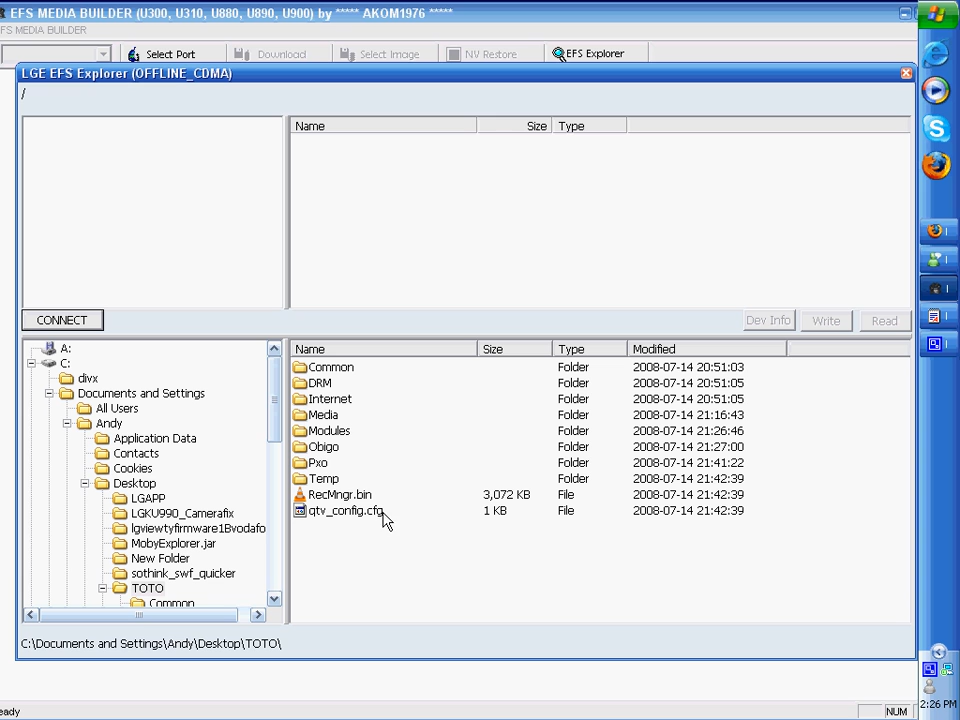 EFS MEDIA BUILDER (U300, U310, U880, U890, U900) by ***** AKOM1976 *****
FS MEDIA BUILDER
Select Port Download Select Image NV Restore EFS Explorer
LGE EFS Explorer (OFFLINE_CDMA)
/
Name Size Type
CONNECT Dev Info Write Read
A:
C:
divx
Documents and Settings
All Users
Andy
Application Data
Contacts
Cookies
Desktop
LGAPP
LGKU990_Camerafix
lgviewtyfirmware1Bvodafo
MobyExplorer.jar
New Folder
sothink_swf_quicker
TOTO
Common
Name Size Type Modified
Common Folder 2008-07-14 20:51:03
DRM Folder 2008-07-14 20:51:05
Internet Folder 2008-07-14 20:51:05
Media Folder 2008-07-14 21:16:43
Modules Folder 2008-07-14 21:26:46
Obigo Folder 2008-07-14 21:27:00
Pxo Folder 2008-07-14 21:41:22
Temp Folder 2008-07-14 21:42:39
RecMngr.bin 3,072 KB File 2008-07-14 21:42:39
qtv_config.cfg 1 KB File 2008-07-14 21:42:39
C:\Documents and Settings\Andy\Desktop\TOTO\
eady NUM
2:26 PM